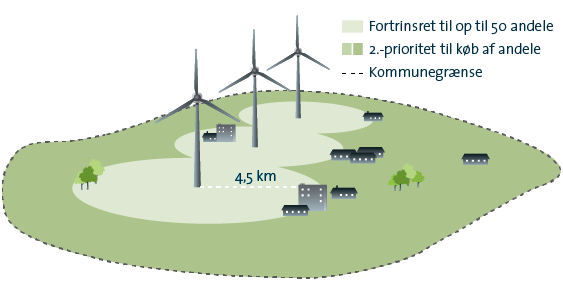 Fortrinsret til op til 50 andele
2.-prioritet til køb af andele
Kommunegrænse
4,5 km